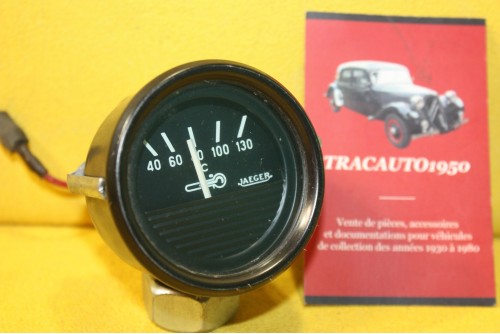 40 60 80 100 130
°C
JAEGER
TRACAUTO1950
Vente de pièces, accessoires
et documentations pour véhicules
de collection des années 1930 à 1980